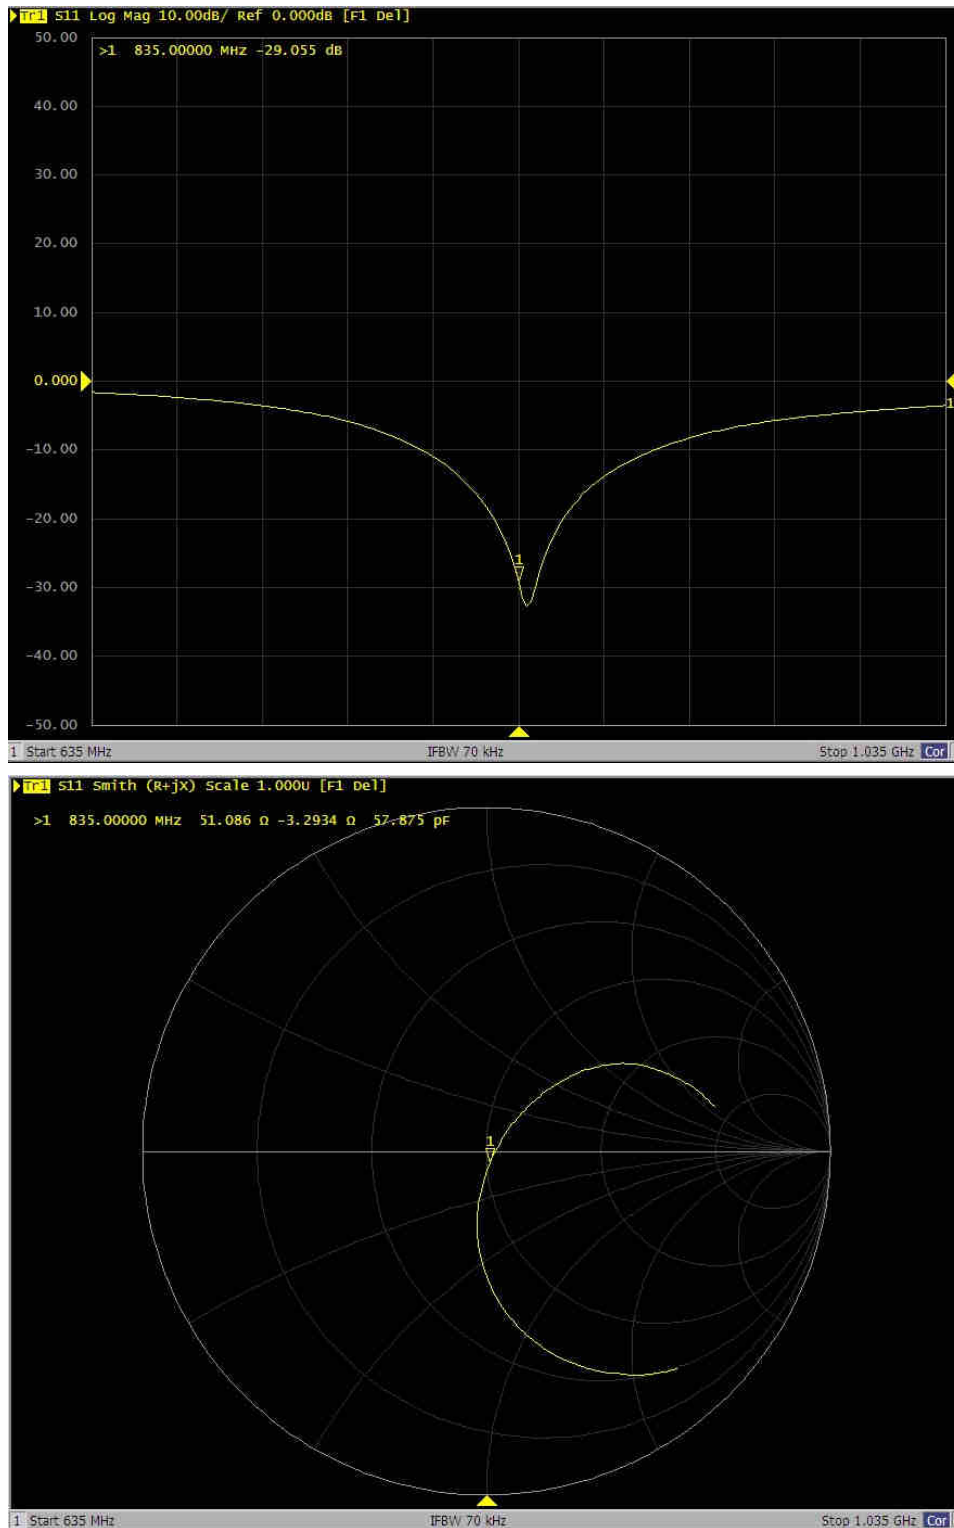 Tr1 S11 Log Mag 10.00dB/ Ref 0.000dB [F1 Del]
50.00
>1 835.00000 MHz -29.055 dB
40.00
30.00
20.00
10.00
0.000
1
-10.00
-20.00
1
-30.00
-40.00
-50.00
1 Start 635 MHz IFBW 70 kHz Stop 1.035 GHz Cor
Tr1 S11 Smith (R+jX) Scale 1.000U [F1 Del]
>1 835.00000 MHz 51.086 Ω -3.2934 Ω 57.875 pF
1
1 Start 635 MHz IFBW 70 kHz Stop 1.035 GHz Cor